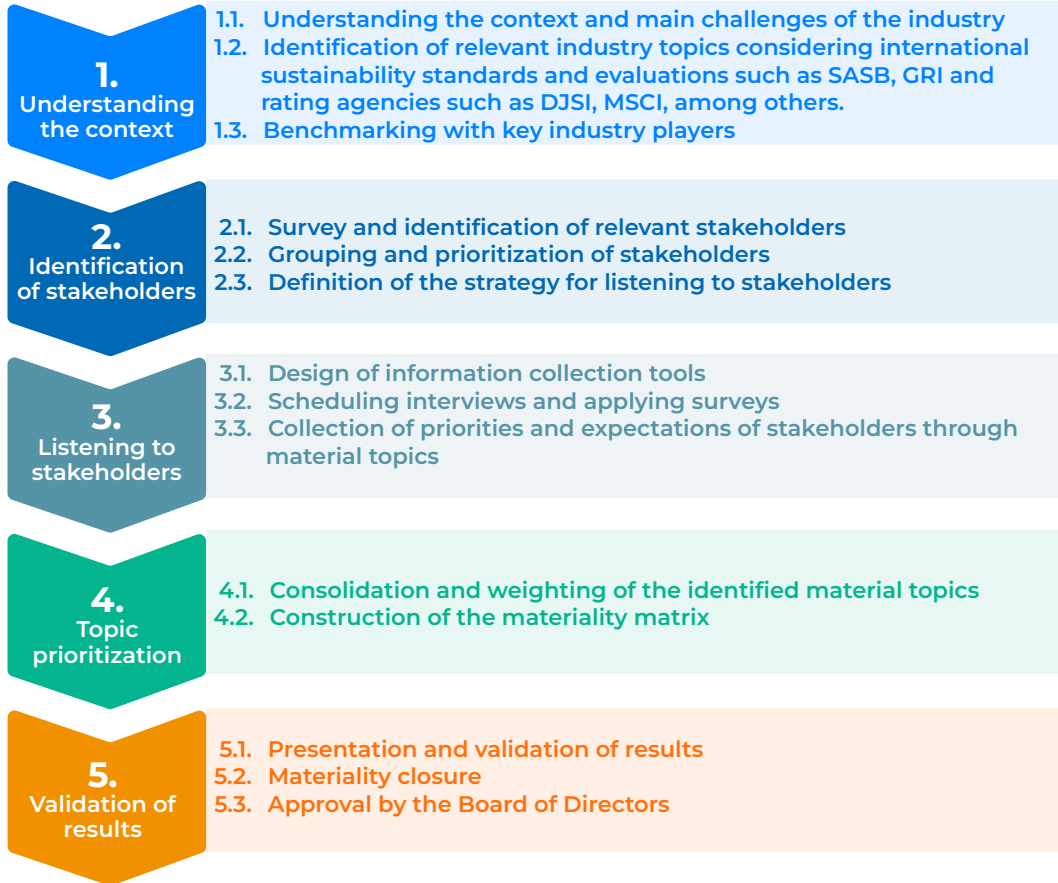 1.
Understanding
the context
1.1. Understanding the context and main challenges of the industry
1.2. Identification of relevant industry topics considering international
sustainability standards and evaluations such as SASB, GRI and
rating agencies such as DJSI, MSCI, among others.
1.3. Benchmarking with key industry players
2.
Identification
of stakeholders
2.1. Survey and identification of relevant stakeholders
2.2. Grouping and prioritization of stakeholders
2.3. Definition of the strategy for listening to stakeholders
3.
Listening to
stakeholders
3.1. Design of information collection tools
3.2. Scheduling interviews and applying surveys
3.3. Collection of priorities and expectations of stakeholders through
material topics
4.
Topic
prioritization
4.1. Consolidation and weighting of the identified material topics
4.2. Construction of the materiality matrix
5.
Validation of
results
5.1. Presentation and validation of results
5.2. Materiality closure
5.3. Approval by the Board of Directors